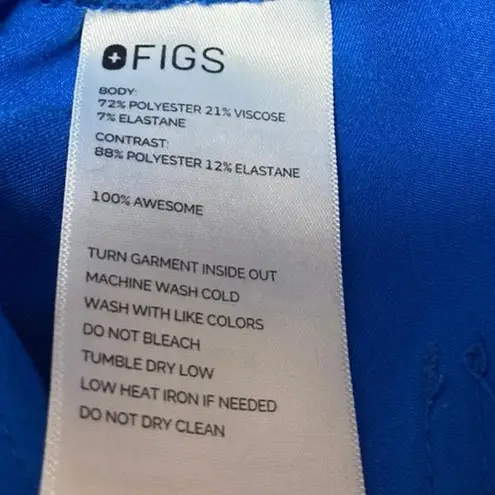 FIGS
BODY:
72% POLYESTER 21% VISCOSE
7% ELASTANE
CONTRAST:
88% POLYESTER 12% ELASTANE
100% AWESOME
TURN GARMENT INSIDE OUT
MACHINE WASH COLD
WASH WITH LIKE COLORS
DO NOT BLEACH
TUMBLE DRY LOW
LOW HEAT IRON IF NEEDED
DO NOT DRY CLEAN